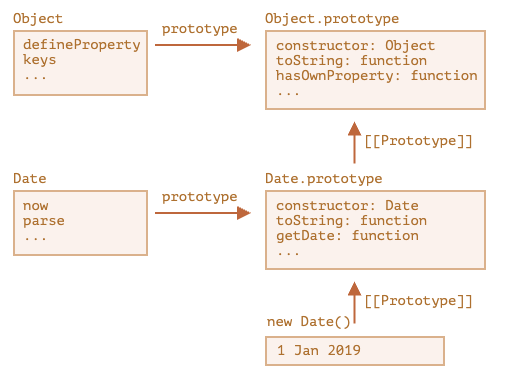 Object
defineProperty
keys
...
prototype
Object.prototype
constructor: Object
toString: function
hasOwnProperty: function
...
[[Prototype]]
Date
now
parse
...
prototype
Date.prototype
constructor: Date
toString: function
getDate: function
...
[[Prototype]]
new Date()
1 Jan 2019